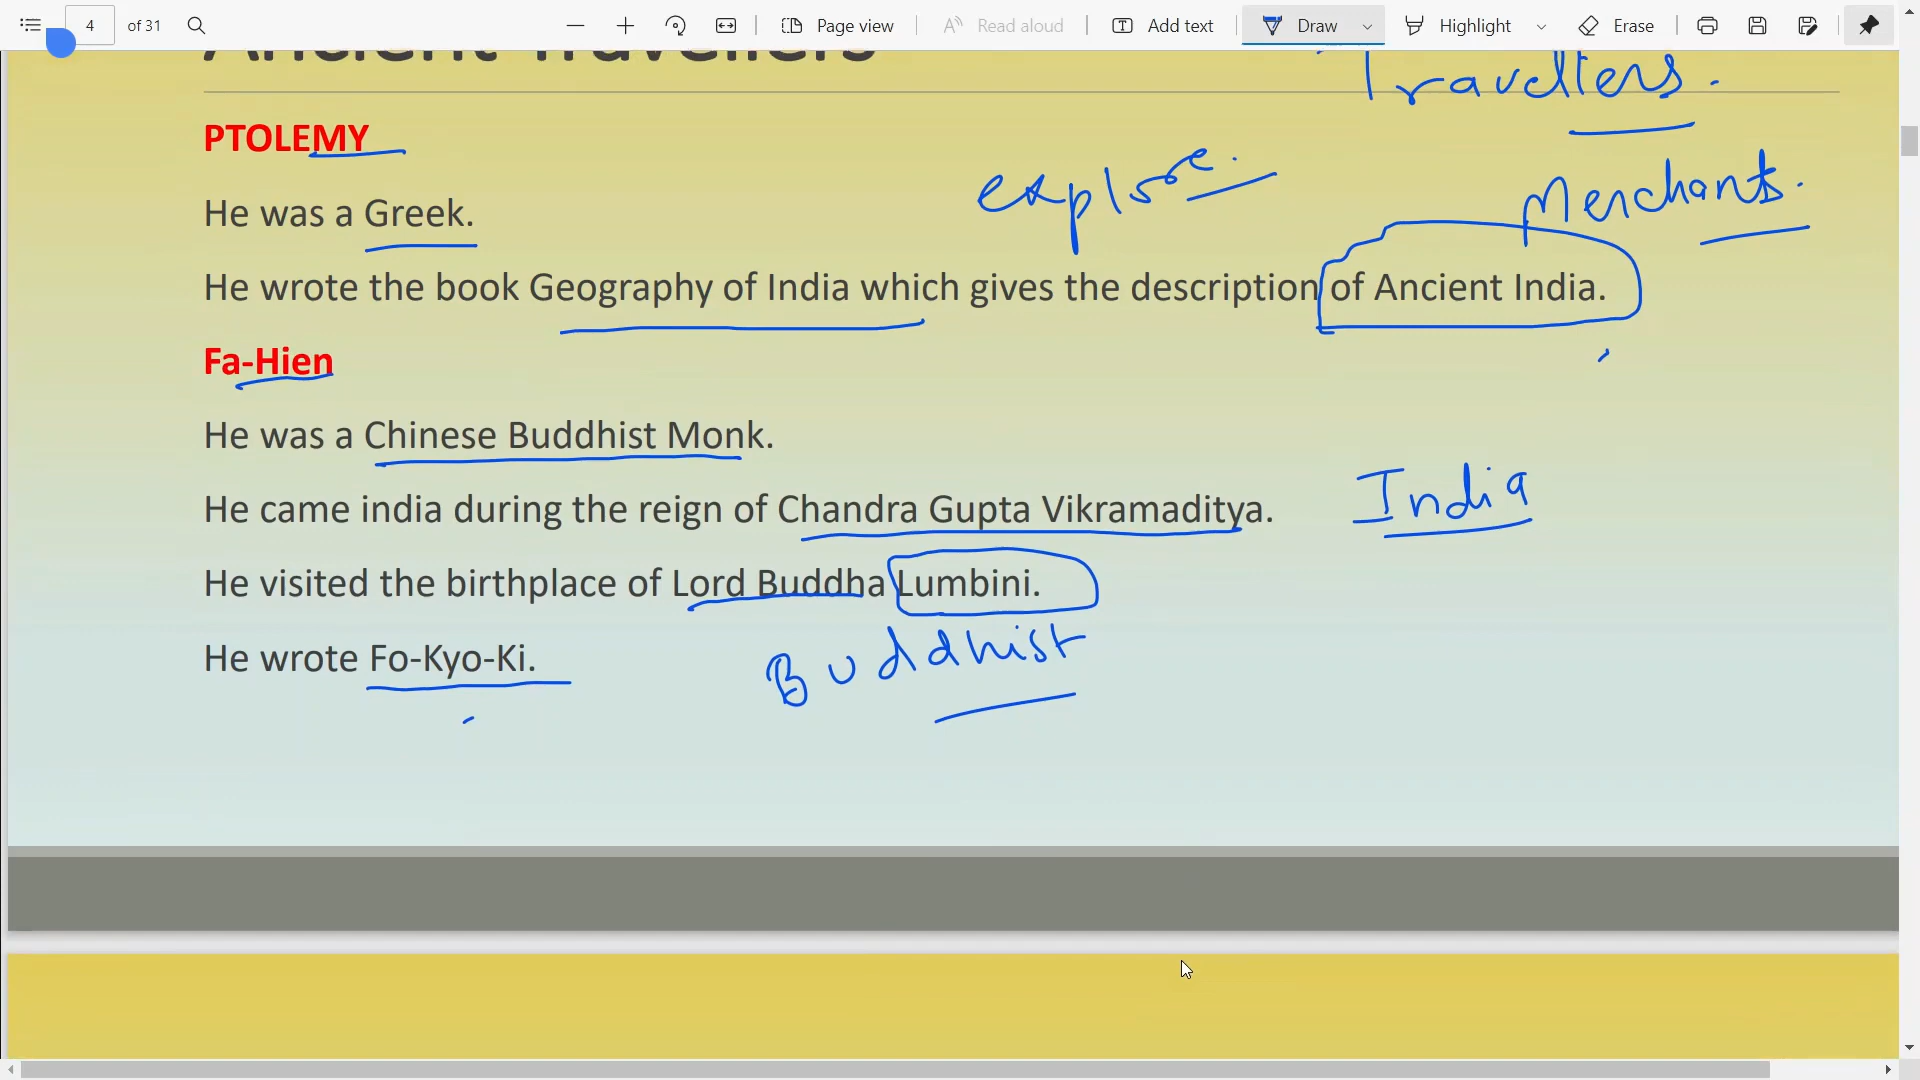 4 of 31 Page view Read aloud Add text Draw Highlight Erase
Ancient Travellers
Travellers.
PTOLEMY
explore.
Merchants.
He was a Greek.
He wrote the book Geography of India which gives the description of Ancient India.
Fa-Hien
He was a Chinese Buddhist Monk.
He came india during the reign of Chandra Gupta Vikramaditya.
India
He visited the birthplace of Lord Buddha Lumbini.
He wrote Fo-Kyo-Ki.
Buddhist